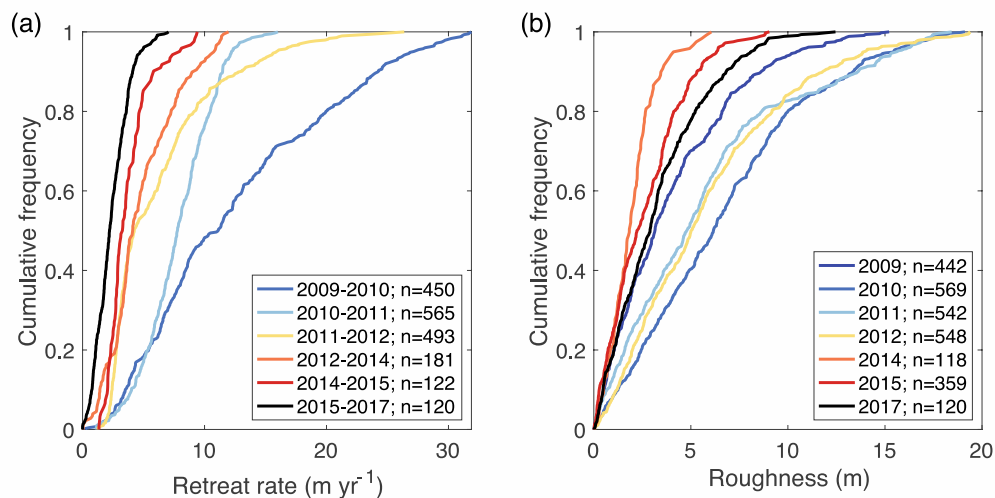 (a)
Cumulative frequency
1
0.8
0.6
0.4
0.2
0
0 10 20 30
Retreat rate (m yr⁻¹)
2009-2010; n=450
2010-2011; n=565
2011-2012; n=493
2012-2014; n=181
2014-2015; n=122
2015-2017; n=120
(b)
Cumulative frequency
1
0.8
0.6
0.4
0.2
0
0 5 10 15 20
Roughness (m)
2009; n=442
2010; n=569
2011; n=542
2012; n=548
2014; n=118
2015; n=359
2017; n=120